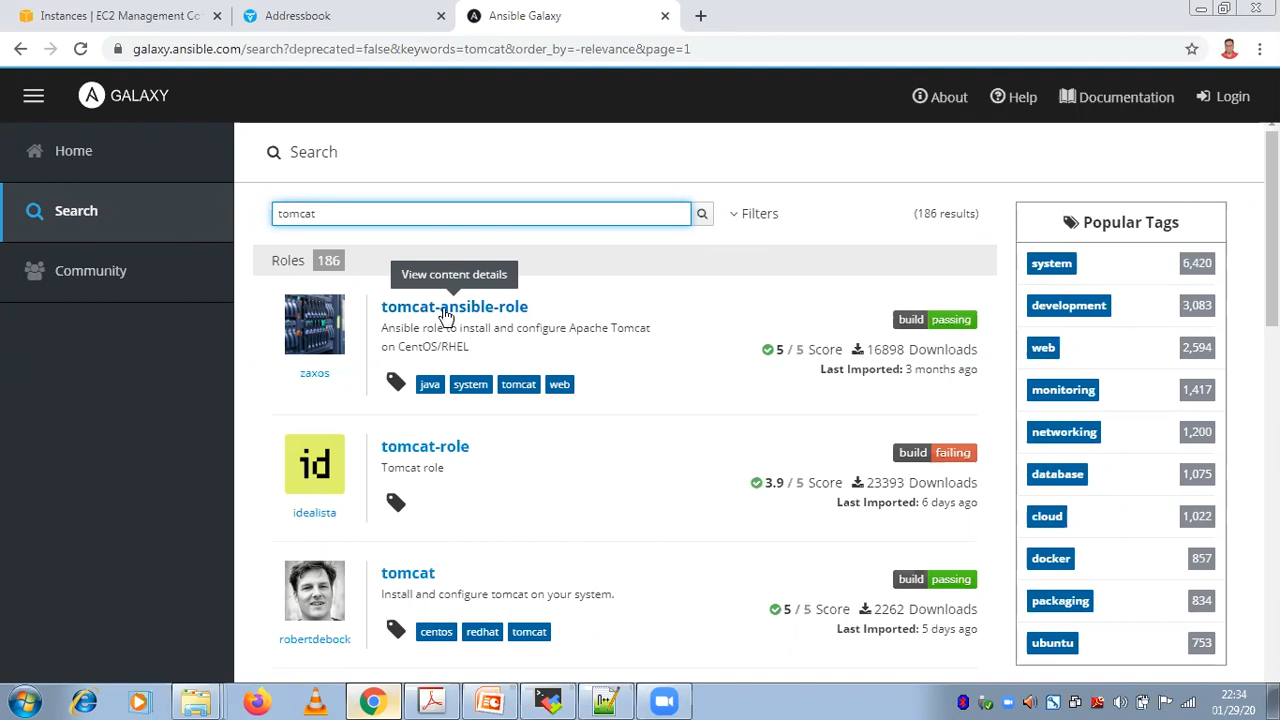 Instances | EC2 Management Co
Addressbook
Ansible Galaxy
galaxy.ansible.com/search?deprecated=false&keywords=tomcat&order_by=-relevance&page=1
A GALAXY
About
Help
Documentation
Login
Home
Search
Community
Search
tomcat
Filters
(186 results)
Roles 186
View content details
tomcat-ansible-role
Ansible role to install and configure Apache Tomcat
on CentOS/RHEL
zaxos
java system tomcat web
build passing
5 / 5 Score 16898 Downloads
Last Imported: 3 months ago
tomcat-role
Tomcat role
id
idealista
build failing
3.9 / 5 Score 23393 Downloads
Last Imported: 6 days ago
tomcat
Install and configure tomcat on your system.
robertdebock
centos redhat tomcat
build passing
5 / 5 Score 2262 Downloads
Last Imported: 5 days ago
Popular Tags
system 6,420
development 3,083
web 2,594
monitoring 1,417
networking 1,200
database 1,075
cloud 1,022
docker 857
packaging 834
ubuntu 753
22:34
01/29/20